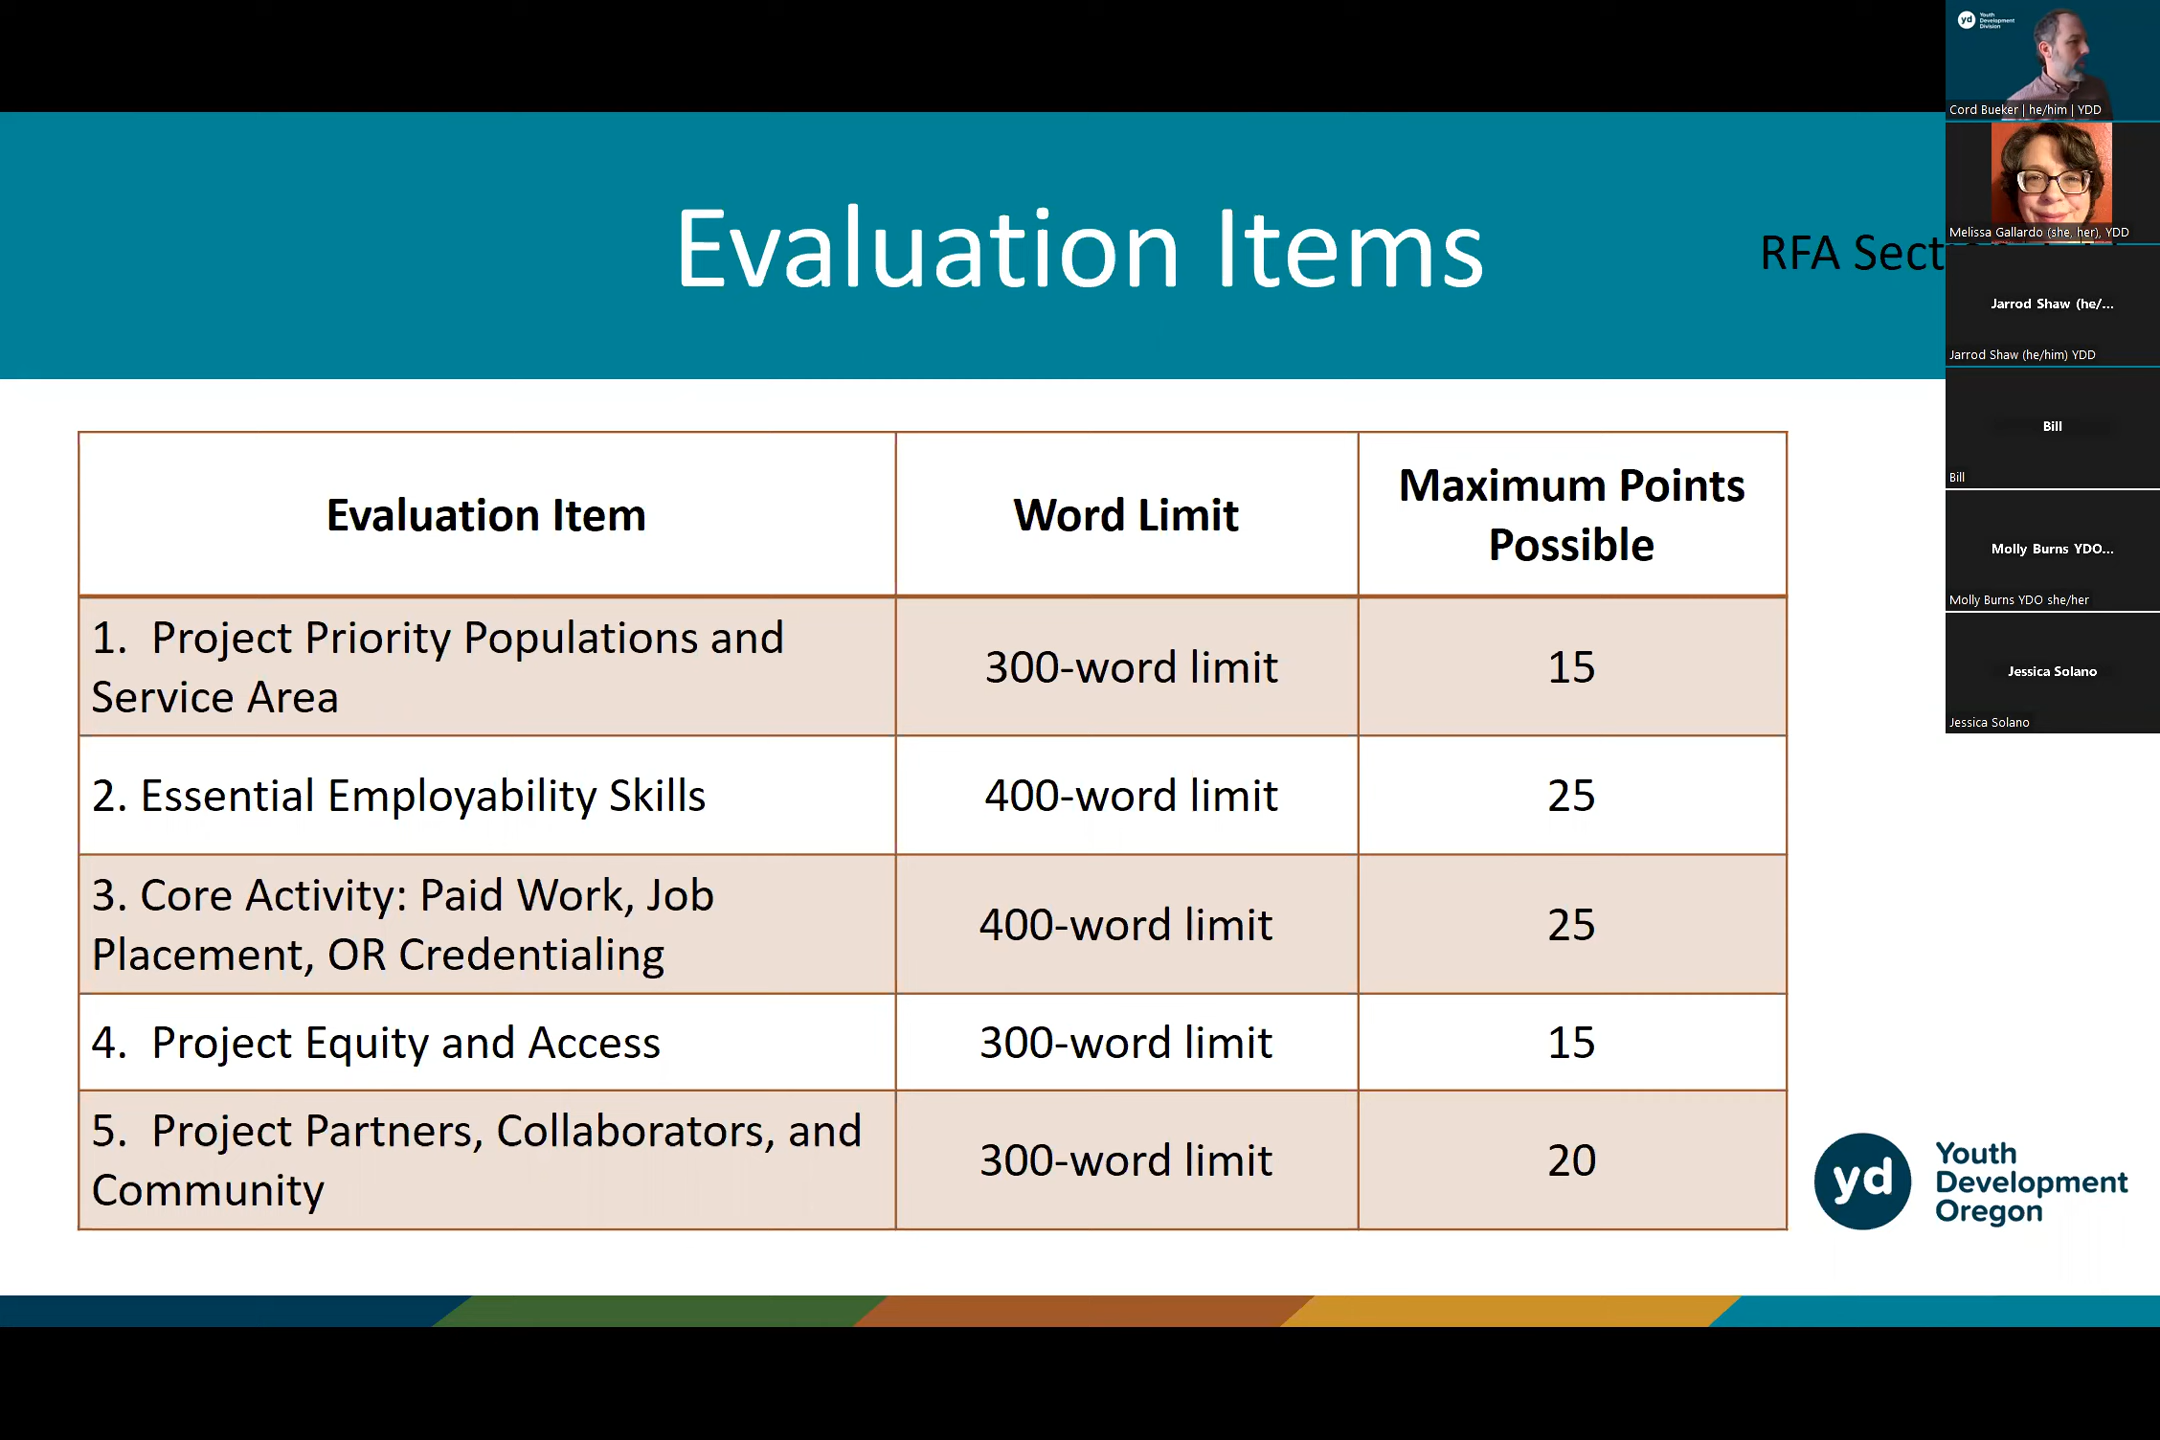 Evaluation Items
RFA Sect
Evaluation Item
Word Limit
Maximum Points
Possible
1. Project Priority Populations and
Service Area
300-word limit
15
2. Essential Employability Skills
400-word limit
25
3. Core Activity: Paid Work, Job
Placement, OR Credentialing
400-word limit
25
4. Project Equity and Access
300-word limit
15
5. Project Partners, Collaborators, and
Community
300-word limit
20
yd
Youth
Development
Oregon
yd
Youth
Development
Division
Cord Bueker | he/him | YDD
Melissa Gallardo (she, her), YDD
Jarrod Shaw (he/...
Jarrod Shaw (he/him) YDD
Bill
Bill
Molly Burns YDO...
Molly Burns YDO she/her
Jessica Solano
Jessica Solano